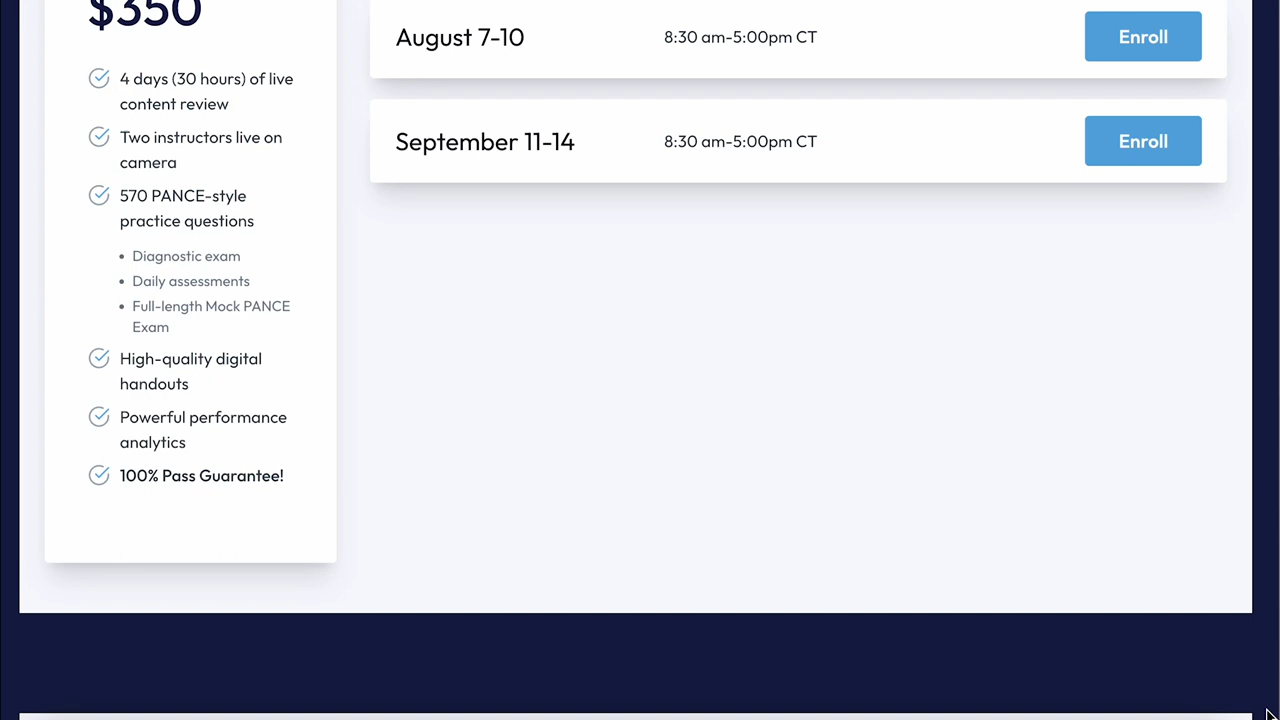 $350
4 days (30 hours) of live
content review
Two instructors live on
camera
570 PANCE-style
practice questions
• Diagnostic exam
• Daily assessments
• Full-length Mock PANCE
Exam
High-quality digital
handouts
Powerful performance
analytics
100% Pass Guarantee!
August 7-10 8:30 am-5:00pm CT Enroll
September 11-14 8:30 am-5:00pm CT Enroll